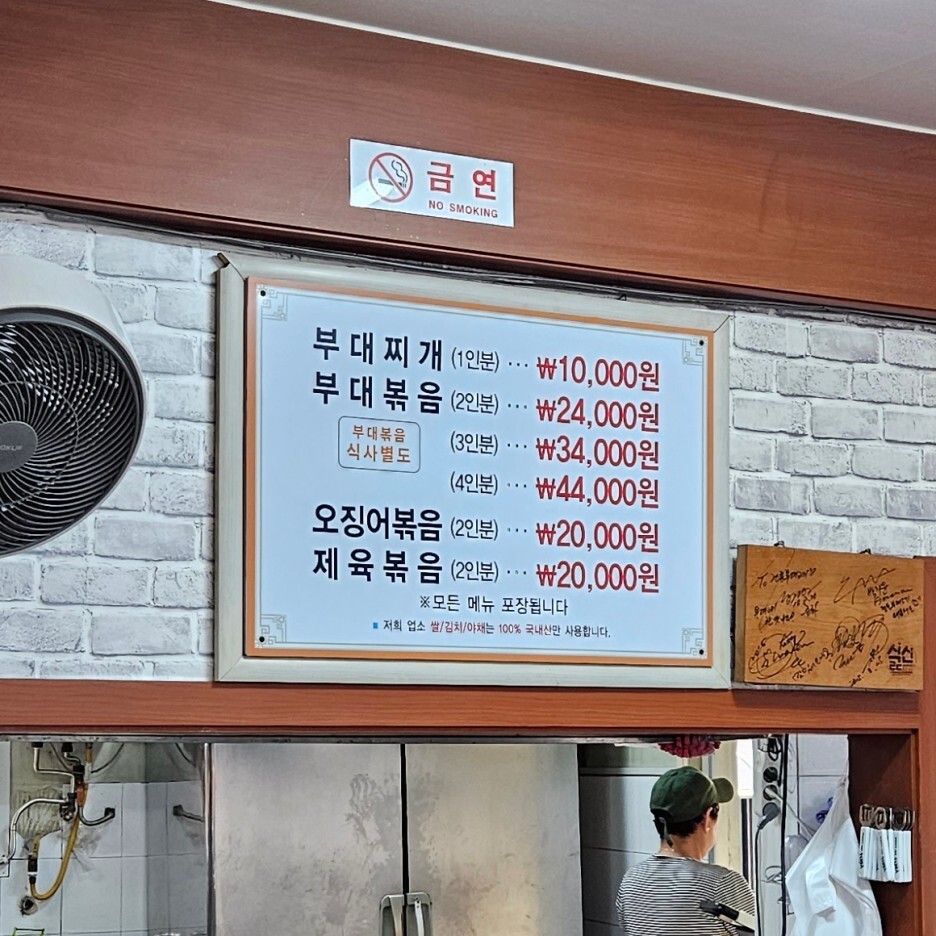 금연
NO SMOKING
부대찌개 (1인분) ··· ₩10,000원
부대볶음 (2인분) ··· ₩24,000원
부대볶음
식사별도
(3인분) ··· ₩34,000원
(4인분) ··· ₩44,000원
오징어볶음 (2인분) ··· ₩20,000원
제육볶음 (2인분) ··· ₩20,000원
※모든 메뉴 포장됩니다
■ 저희 업소 쌀/김치/야채는 100% 국내산만 사용합니다.
식신